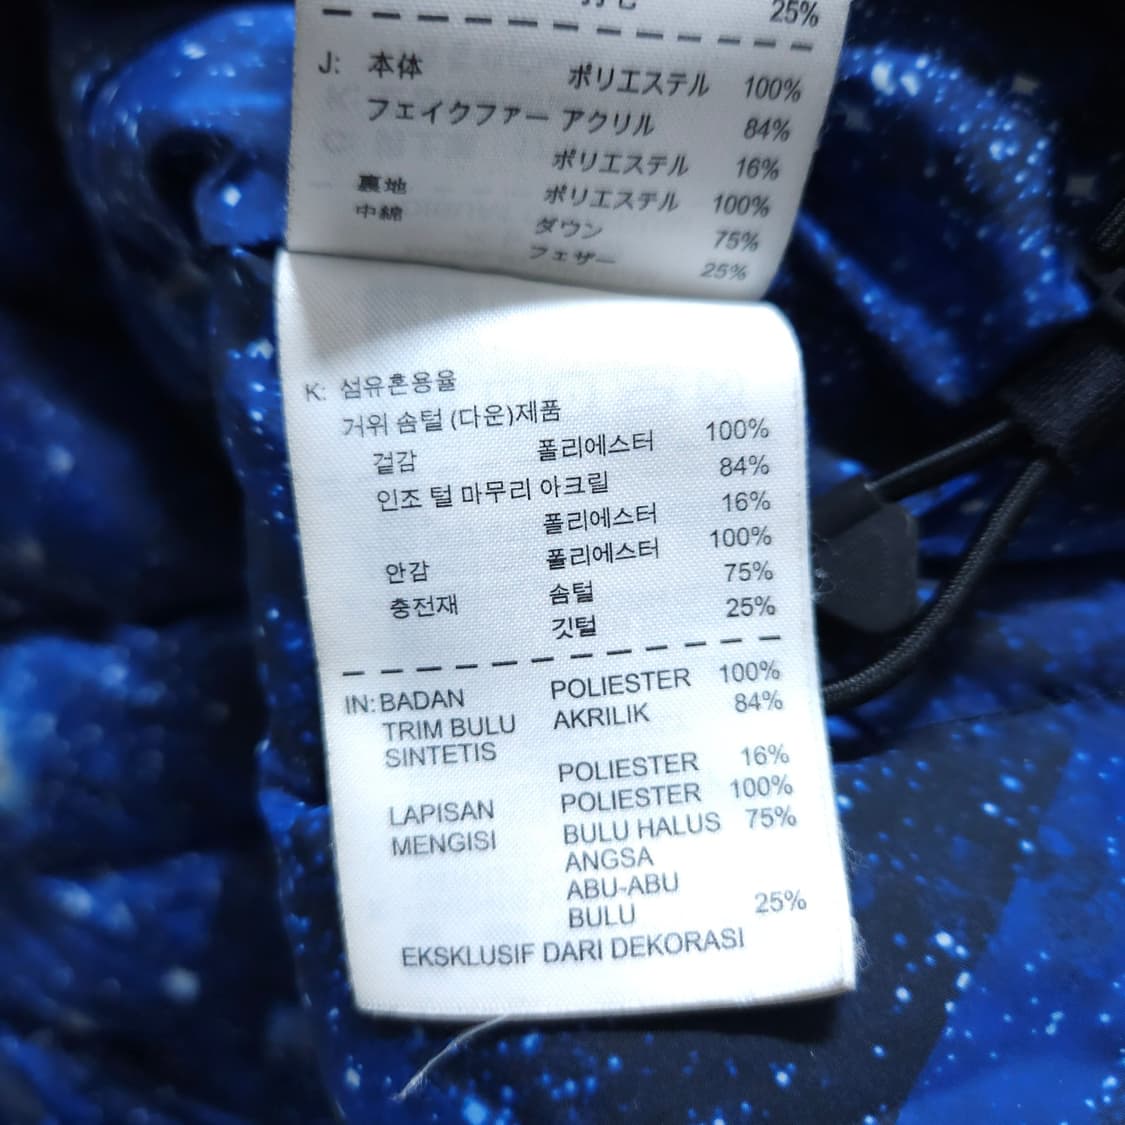 25%
J: 本体 ポリエステル 100%
フェイクファー アクリル 84%
ポリエステル 16%
裏地 ポリエステル 100%
中綿 ダウン 75%
フェザー 25%
K: 섬유혼용율
거위 솜털 (다운)제품
겉감 폴리에스터 100%
인조 털 마무리 아크릴 84%
폴리에스터 16%
안감 폴리에스터 100%
충전재 솜털 75%
깃털 25%
IN: BADAN POLIESTER 100%
TRIM BULU AKRILIK 84%
SINTETIS
POLIESTER 16%
LAPISAN POLIESTER 100%
MENGISI BULU HALUS 75%
ANGSA
ABU-ABU
BULU 25%
EKSKLUSIF DARI DEKORASI